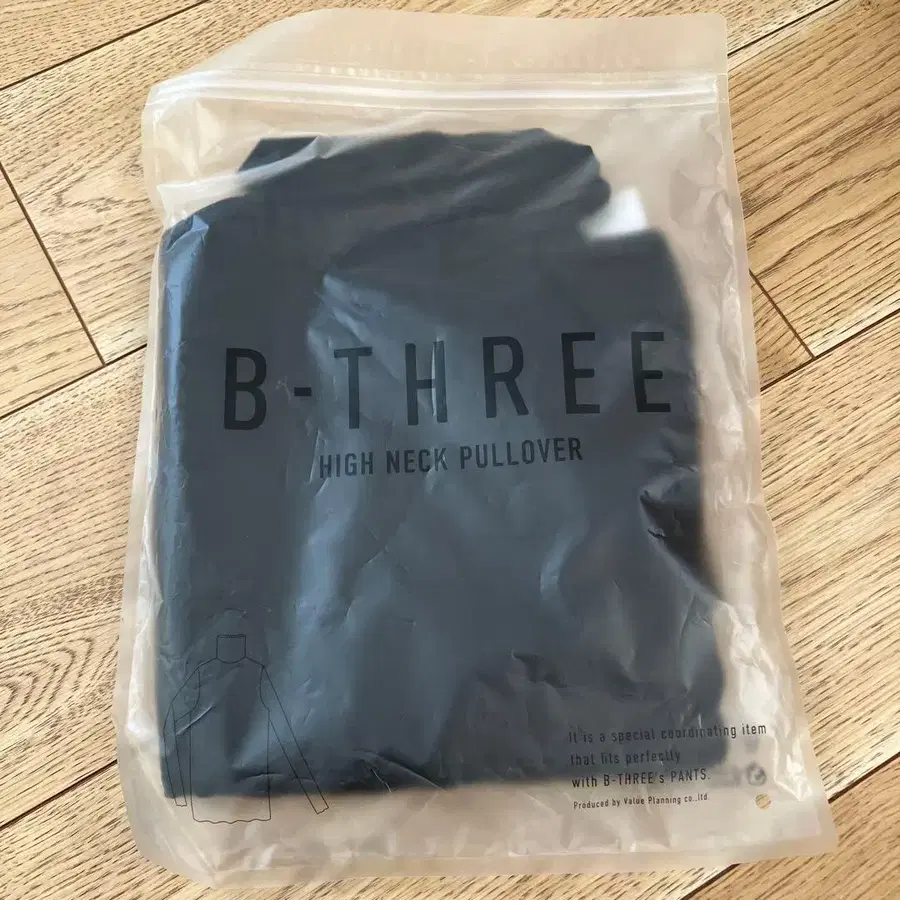 B-THREE
HIGH NECK PULLOVER
It is a special coordinating item
that fits perfectly
with B-THREE's PANTS.
Produced by Value Planning co.,ltd.